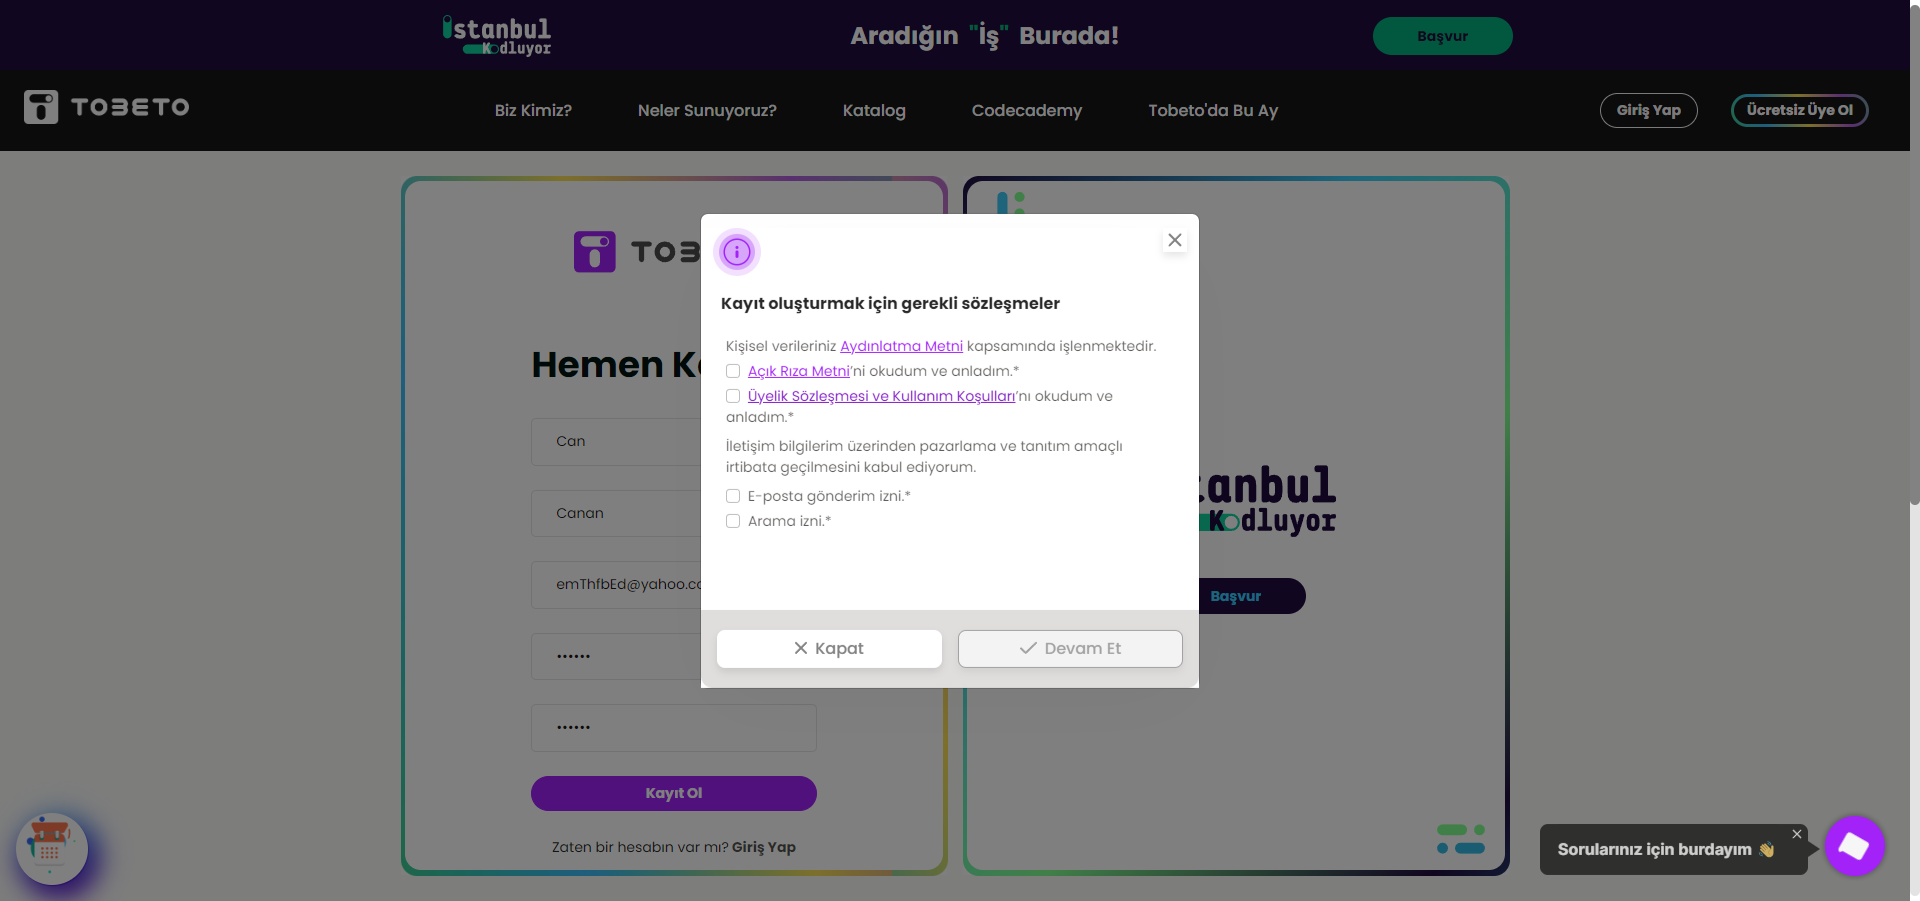 istanbul
Kodluyor
Aradığın "İş" Burada!
Başvur
TOBETO
Biz Kimiz?
Neler Sunuyoruz?
Katalog
Codecademy
Tobeto'da Bu Ay
Giriş Yap
Ücretsiz Üye Ol
Kayıt oluşturmak için gerekli sözleşmeler
Kişisel verileriniz Aydınlatma Metni kapsamında işlenmektedir.
Açık Rıza Metni'ni okudum ve anladım.*
Üyelik Sözleşmesi ve Kullanım Koşulları'nı okudum ve
anladım.*
İletişim bilgilerim üzerinden pazarlama ve tanıtım amaçlı
irtibata geçilmesini kabul ediyorum.
E-posta gönderim izni.*
Arama izni.*
Kapat
Devam Et
Hemen
Can
Canan
emThfbEd@yahoo.co
••••••
••••••
Kayıt Ol
Zaten bir hesabın var mı? Giriş Yap
tanbul
Kodluyor
Başvur
Sorularınız için burdayım 👋